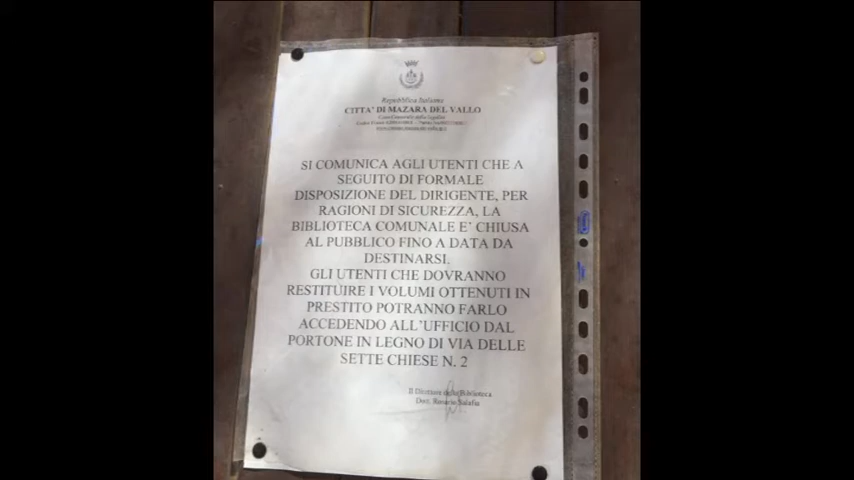 Repubblica Italiana
CITTA' DI MAZARA DEL VALLO
SI COMUNICA AGLI UTENTI CHE A
SEGUITO DI FORMALE
DISPOSIZIONE DEL DIRIGENTE, PER
RAGIONI DI SICUREZZA, LA
BIBLIOTECA COMUNALE E' CHIUSA
AL PUBBLICO FINO A DATA DA
DESTINARSI.
GLI UTENTI CHE DOVRANNO
RESTITUIRE I VOLUMI OTTENUTI IN
PRESTITO POTRANNO FARLO
ACCEDENDO ALL'UFFICIO DAL
PORTONE IN LEGNO DI VIA DELLE
SETTE CHIESE N. 2
Il Direttore della Biblioteca
Dott. Rosario Salafia